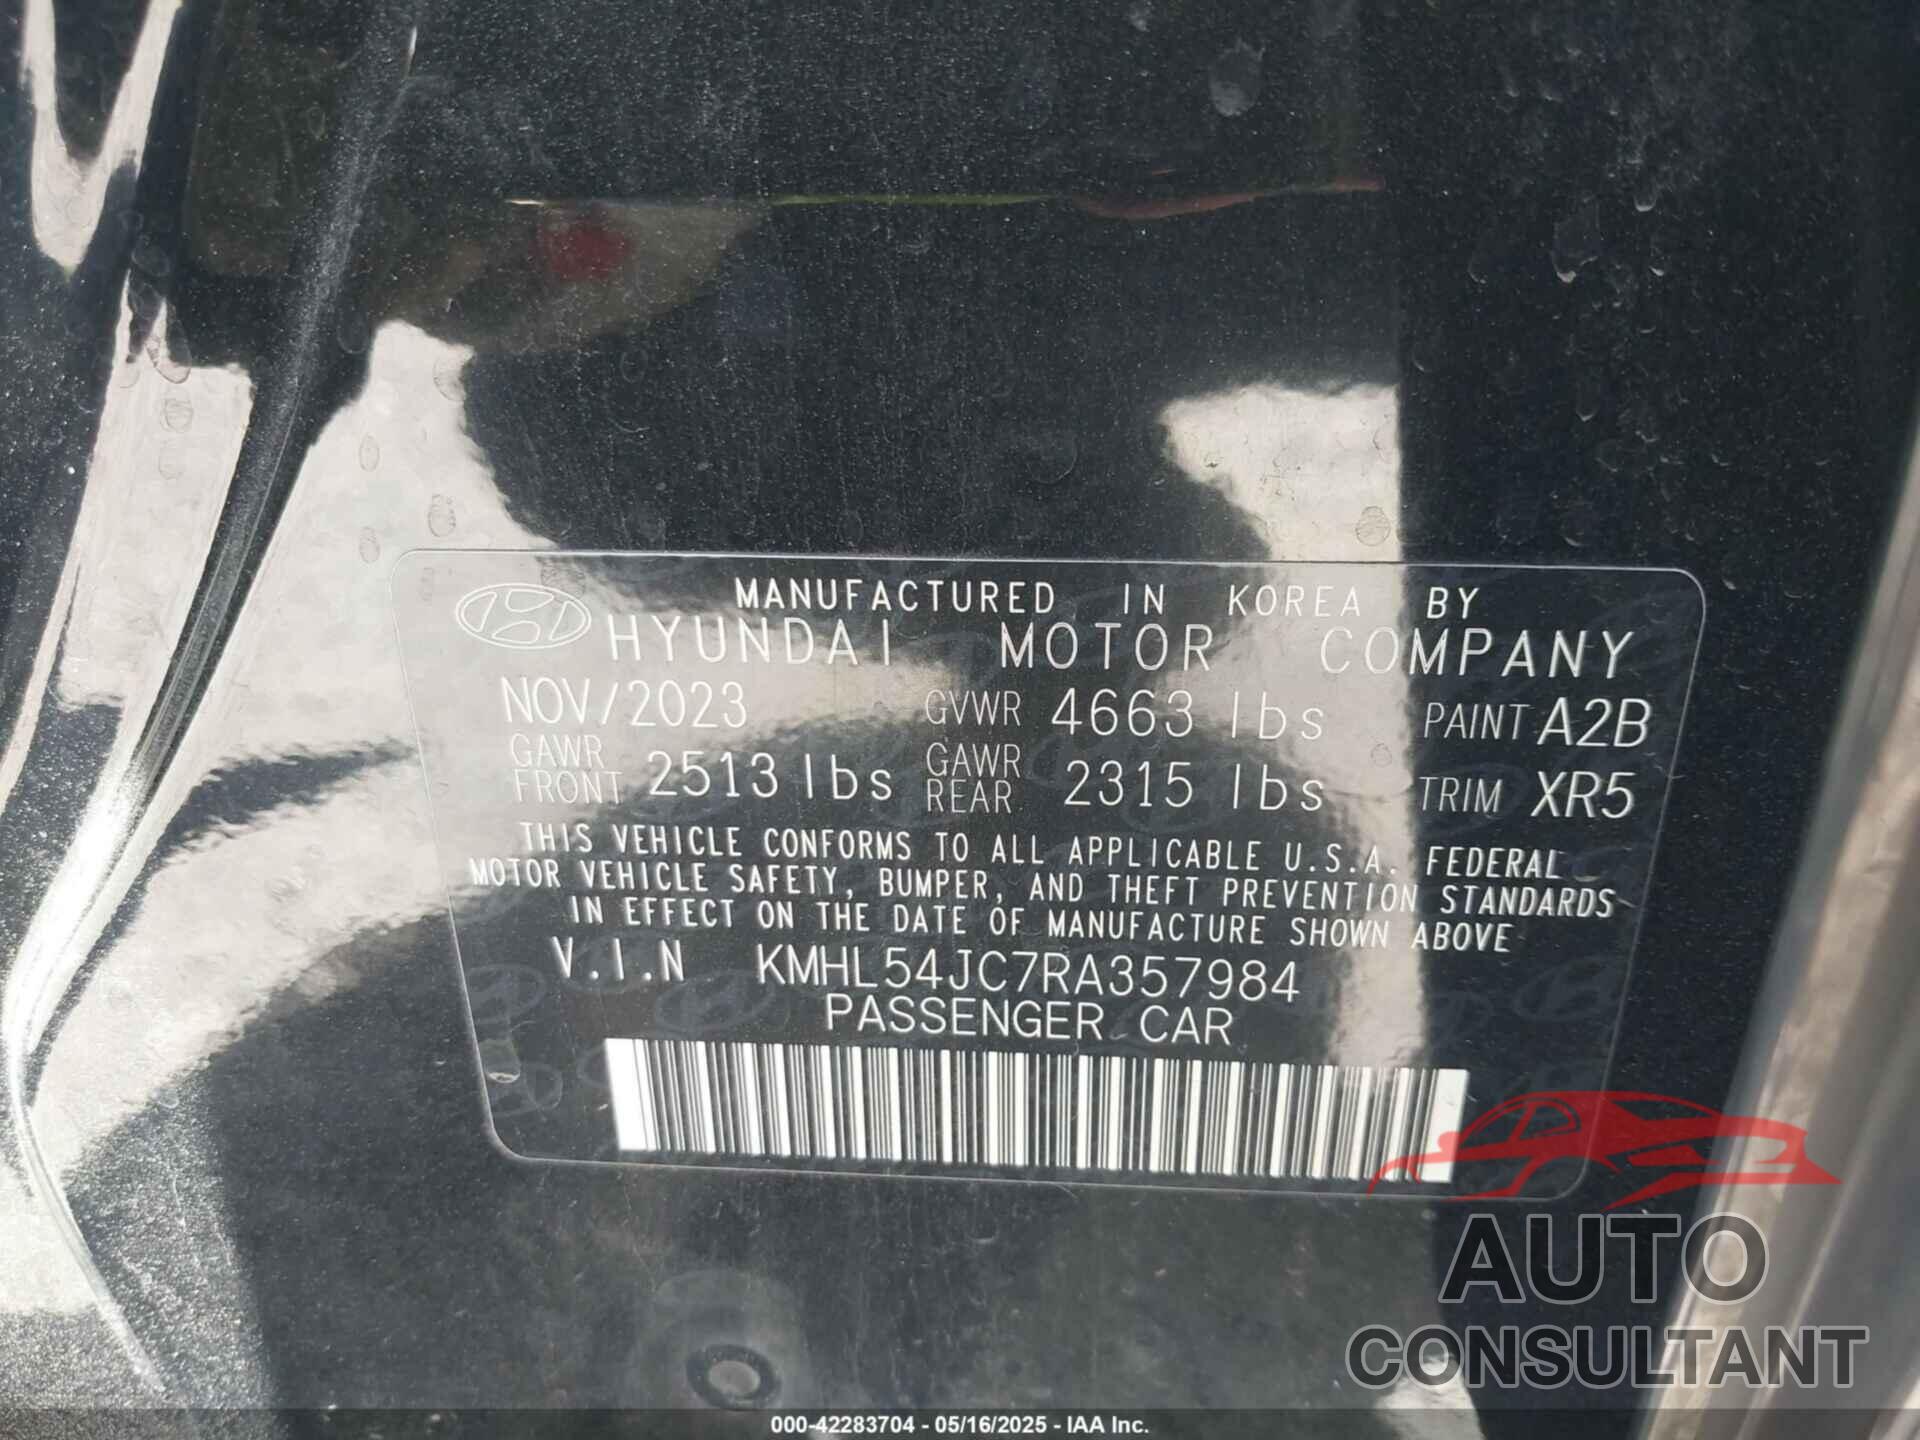 MANUFACTURED IN KOREA BY
HYUNDAI MOTOR COMPANY
NOV/2023 GVWR 4663 lbs PAINT A2B
GAWR FRONT 2513 lbs GAWR REAR 2315 lbs TRIM XR5
THIS VEHICLE CONFORMS TO ALL APPLICABLE U.S.A. FEDERAL
MOTOR VEHICLE SAFETY, BUMPER, AND THEFT PREVENTION STANDARDS
IN EFFECT ON THE DATE OF MANUFACTURE SHOWN ABOVE
V.I.N KMHL54JC7RA357984
PASSENGER CAR
AUTO
CONSULTANT
000-42283704 - 05/16/2025 - IAA Inc.